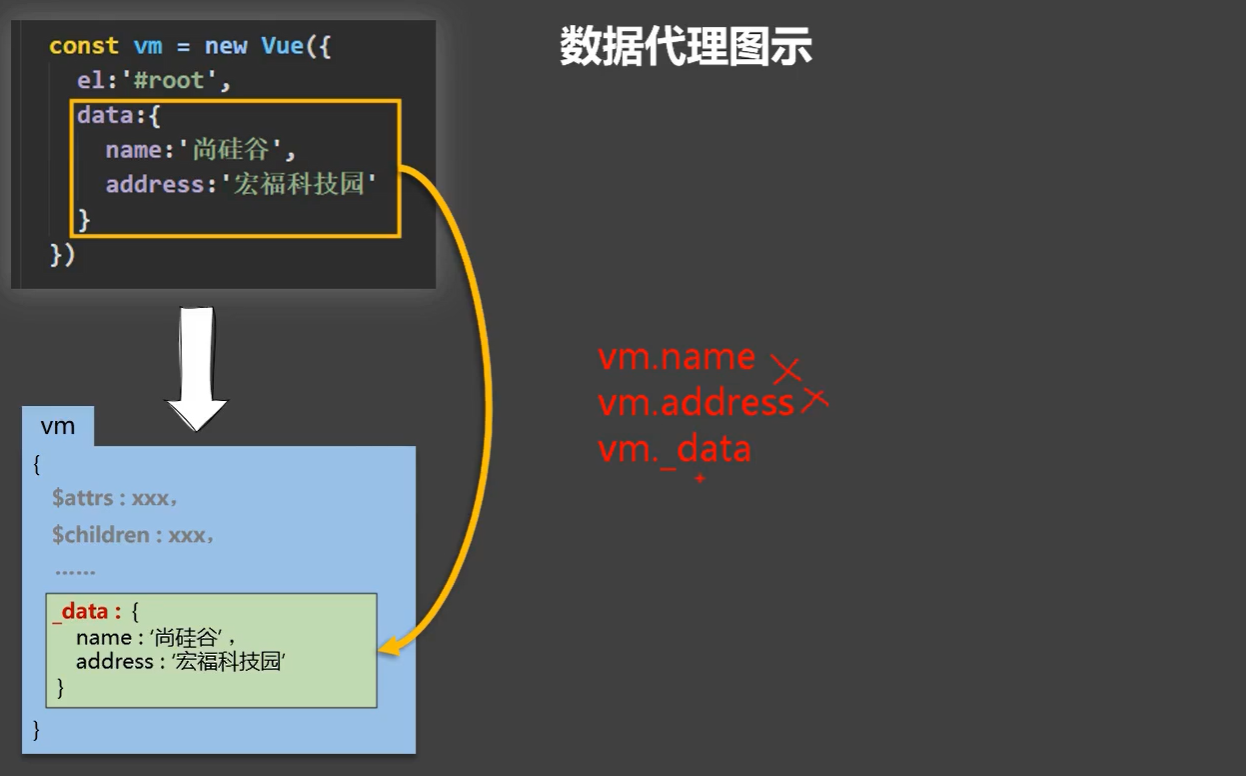 const vm = new Vue({
el:'#root',
data:{
name:'尚硅谷',
address:'宏福科技园'
}
})
数据代理图示
vm.name
vm.address
vm._data
vm
{
$attrs : xxx，
$children : xxx，
······
_data : {
name : ‘尚硅谷’ ，
address : ‘宏福科技园’
}
}